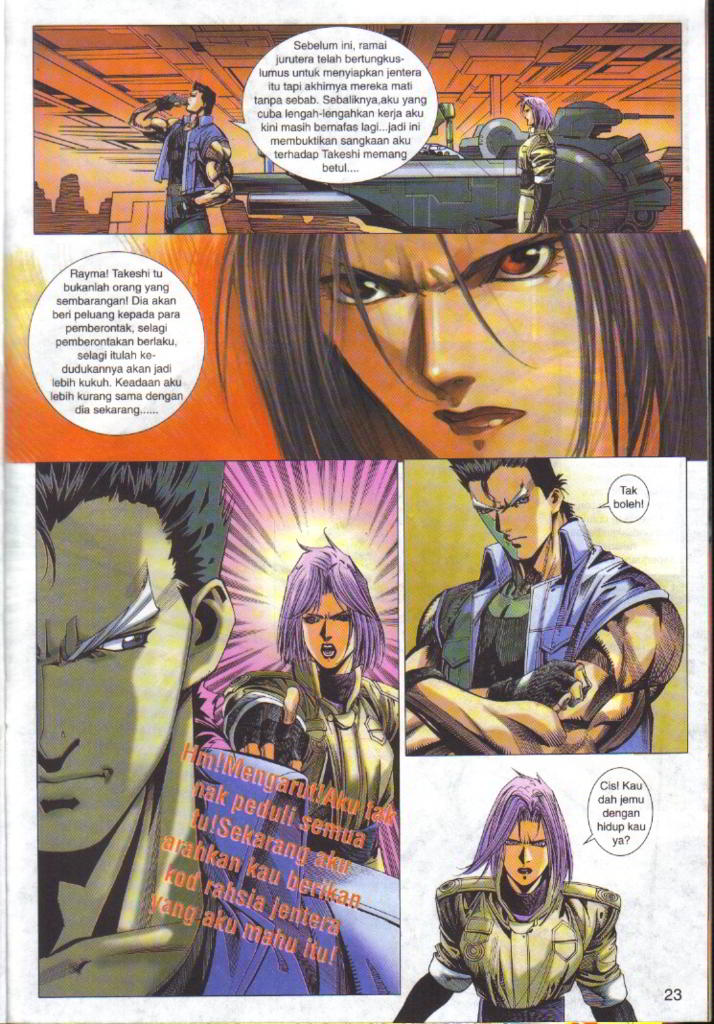 Sebelum ini, ramai
jurutera telah bertungkus-
lumus untuk menyiapkan jentera
itu tapi akhirnya mereka mati
tanpa sebab. Sebaliknya,aku yang
cuba lengah-lengahkan kerja aku
kini masih bernafas lagi...jadi ini
membuktikan sangkaan aku
terhadap Takeshi memang
betul....
Rayma! Takeshi tu
bukanlah orang yang
sembarangan! Dia akan
beri peluang kepada para
pemberontak, selagi
pemberontakan berlaku,
selagi itulah ke-
dudukannya akan jadi
lebih kukuh. Keadaan aku
lebih kurang sama dengan
dia sekarang......
Hm!Mengarut!Aku tak
nak peduli semua
tu!Sekarang aku
arahkan kau berikan
kod rahsia jentera
yang aku mahu itu!
Tak
boleh!
Cis! Kau
dah jemu
dengan
hidup kau
ya?
23